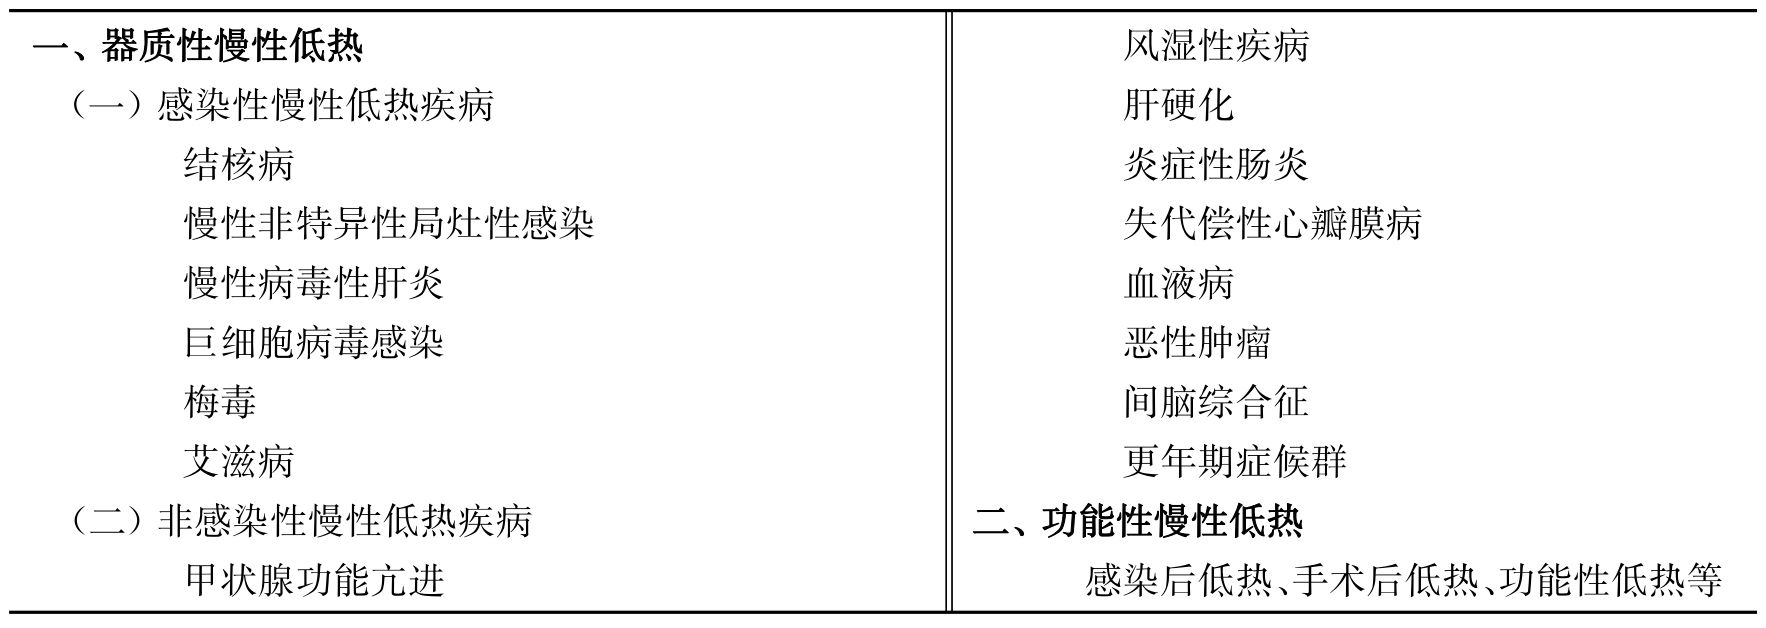 一、器质性慢性低热
（一）感染性慢性低热疾病
结核病
慢性非特异性局灶性感染
慢性病毒性肝炎
巨细胞病毒感染
梅毒
艾滋病
（二）非感染性慢性低热疾病
甲状腺功能亢进
风湿性疾病
肝硬化
炎症性肠炎
失代偿性心瓣膜病
血液病
恶性肿瘤
间脑综合征
更年期症候群
二、功能性慢性低热
感染后低热、手术后低热、功能性低热等